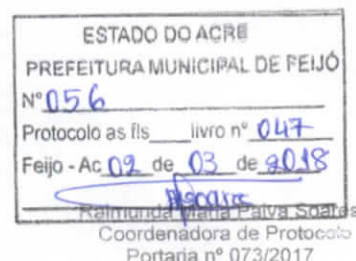 ESTADO DO ACRE
PREFEITURA MUNICIPAL DE FEIJÓ
Nº 056
Protocolo as fls____livro nº 047
Feijo - Ac 02 de 03 de 2018
Raimunda Maria Paiva Soares
Coordenadora de Protocolo
Portaria nº 073/2017